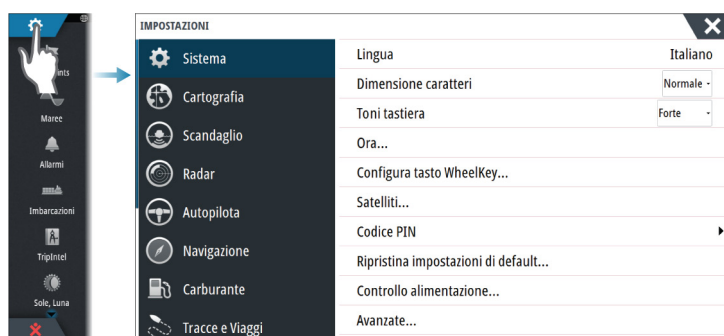 ints
Maree
Allarmi
Imbarcazioni
TripIntel
Sole, Luna
IMPOSTAZIONI
Sistema
Cartografia
Scandaglio
Radar
Autopilota
Navigazione
Carburante
Tracce e Viaggi
Lingua Italiano
Dimensione caratteri Normale
Toni tastiera Forte
Ora...
Configura tasto WheelKey...
Satelliti...
Codice PIN
Ripristina impostazioni di default...
Controllo alimentazione...
Avanzate...